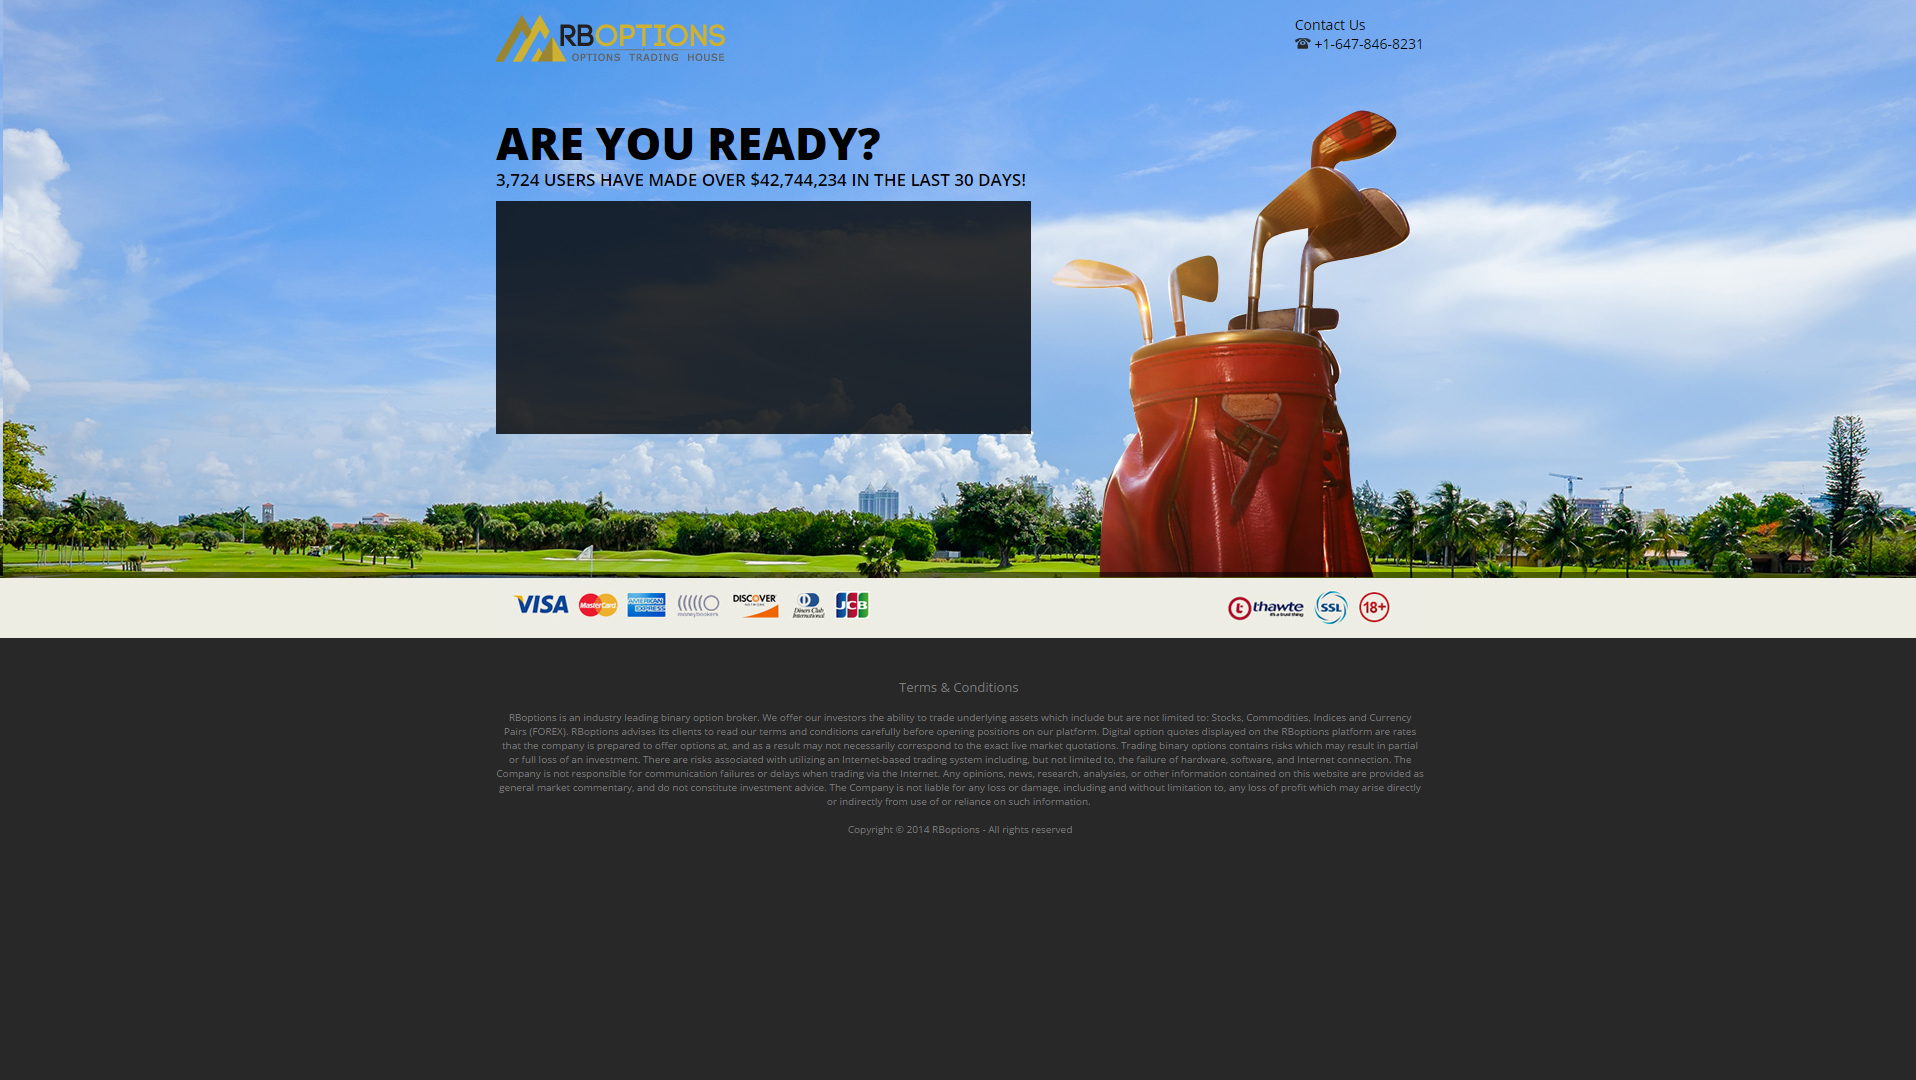 RBOPTIONS
OPTIONS TRADING HOUSE
Contact Us
+1-647-846-8231
ARE YOU READY?
3,724 USERS HAVE MADE OVER $42,744,234 IN THE LAST 30 DAYS!
VISA
MasterCard
AMERICAN
EXPRESS
moneybookers
DISCOVER
NETWORK
Diners Club
International
JCB
thawte
it's a trust thing
SSL
18+
Terms & Conditions
RBoptions is an industry leading binary option broker. We offer our investors the ability to trade underlying assets which include but are not limited to: Stocks, Commodities, Indices and Currency
Pairs (FOREX). RBoptions advises its clients to read our terms and conditions carefully before opening positions on our platform. Digital option quotes displayed on the RBoptions platform are rates
that the company is prepared to offer options at, and as a result may not necessarily correspond to the exact live market quotations. Trading binary options contains risks which may result in partial
or full loss of an investment. There are risks associated with utilizing an Internet-based trading system including, but not limited to, the failure of hardware, software, and Internet connection. The
Company is not responsible for communication failures or delays when trading via the Internet. Any opinions, news, research, analysies, or other information contained on this website are provided as
general market commentary, and do not constitute investment advice. The Company is not liable for any loss or damage, including and without limitation to, any loss of profit which may arise directly
or indirectly from use of or reliance on such information.
Copyright © 2014 RBoptions - All rights reserved